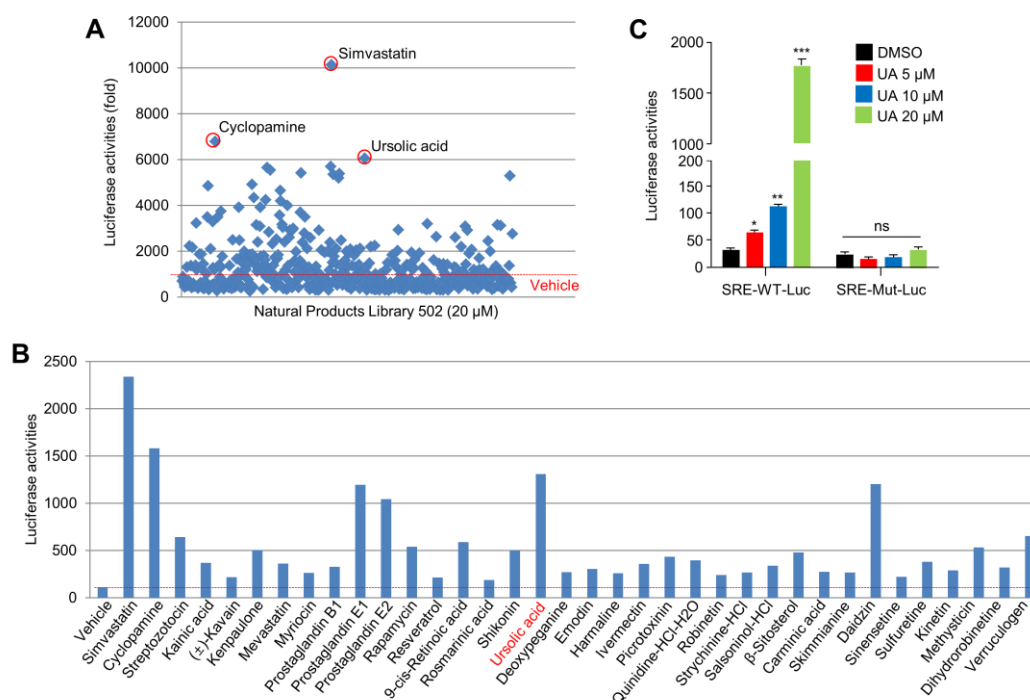 A
Luciferase activities (fold)
12000
10000
8000
6000
4000
2000
0
Simvastatin
Cyclopamine
Ursolic acid
Vehicle
Natural Products Library 502 (20 µM)
C
Luciferase activities
2000
1500
1000
200
150
100
50
0
DMSO
UA 5 µM
UA 10 µM
UA 20 µM
*
**
***
ns
SRE-WT-Luc
SRE-Mut-Luc
B
Luciferase activities
2500
2000
1500
1000
500
0
Vehicle
Simvastatin
Cyclopamine
Streptozotocin
Kainic acid
(±)-Kavain
Kenpaulone
Mevastatin
Myriocin
Prostaglandin B1
Prostaglandin E1
Prostaglandin E2
Rapamycin
Resveratrol
9-cis-Retinoic acid
Rosmarinic acid
Shikonin
Ursolic acid
Deoxypeganine
Emodin
Harmaline
Ivermectin
Picrotoxinin
Quinidine-HCl-H2O
Robinetin
Strychinine-HCl
Salsoninol-HCl
β-Sitosterol
Carminic acid
Skimmianine
Daidzin
Sinensetine
Sulfuretine
Kinetin
Methysticin
Dihydrorobinetine
Verruculogen